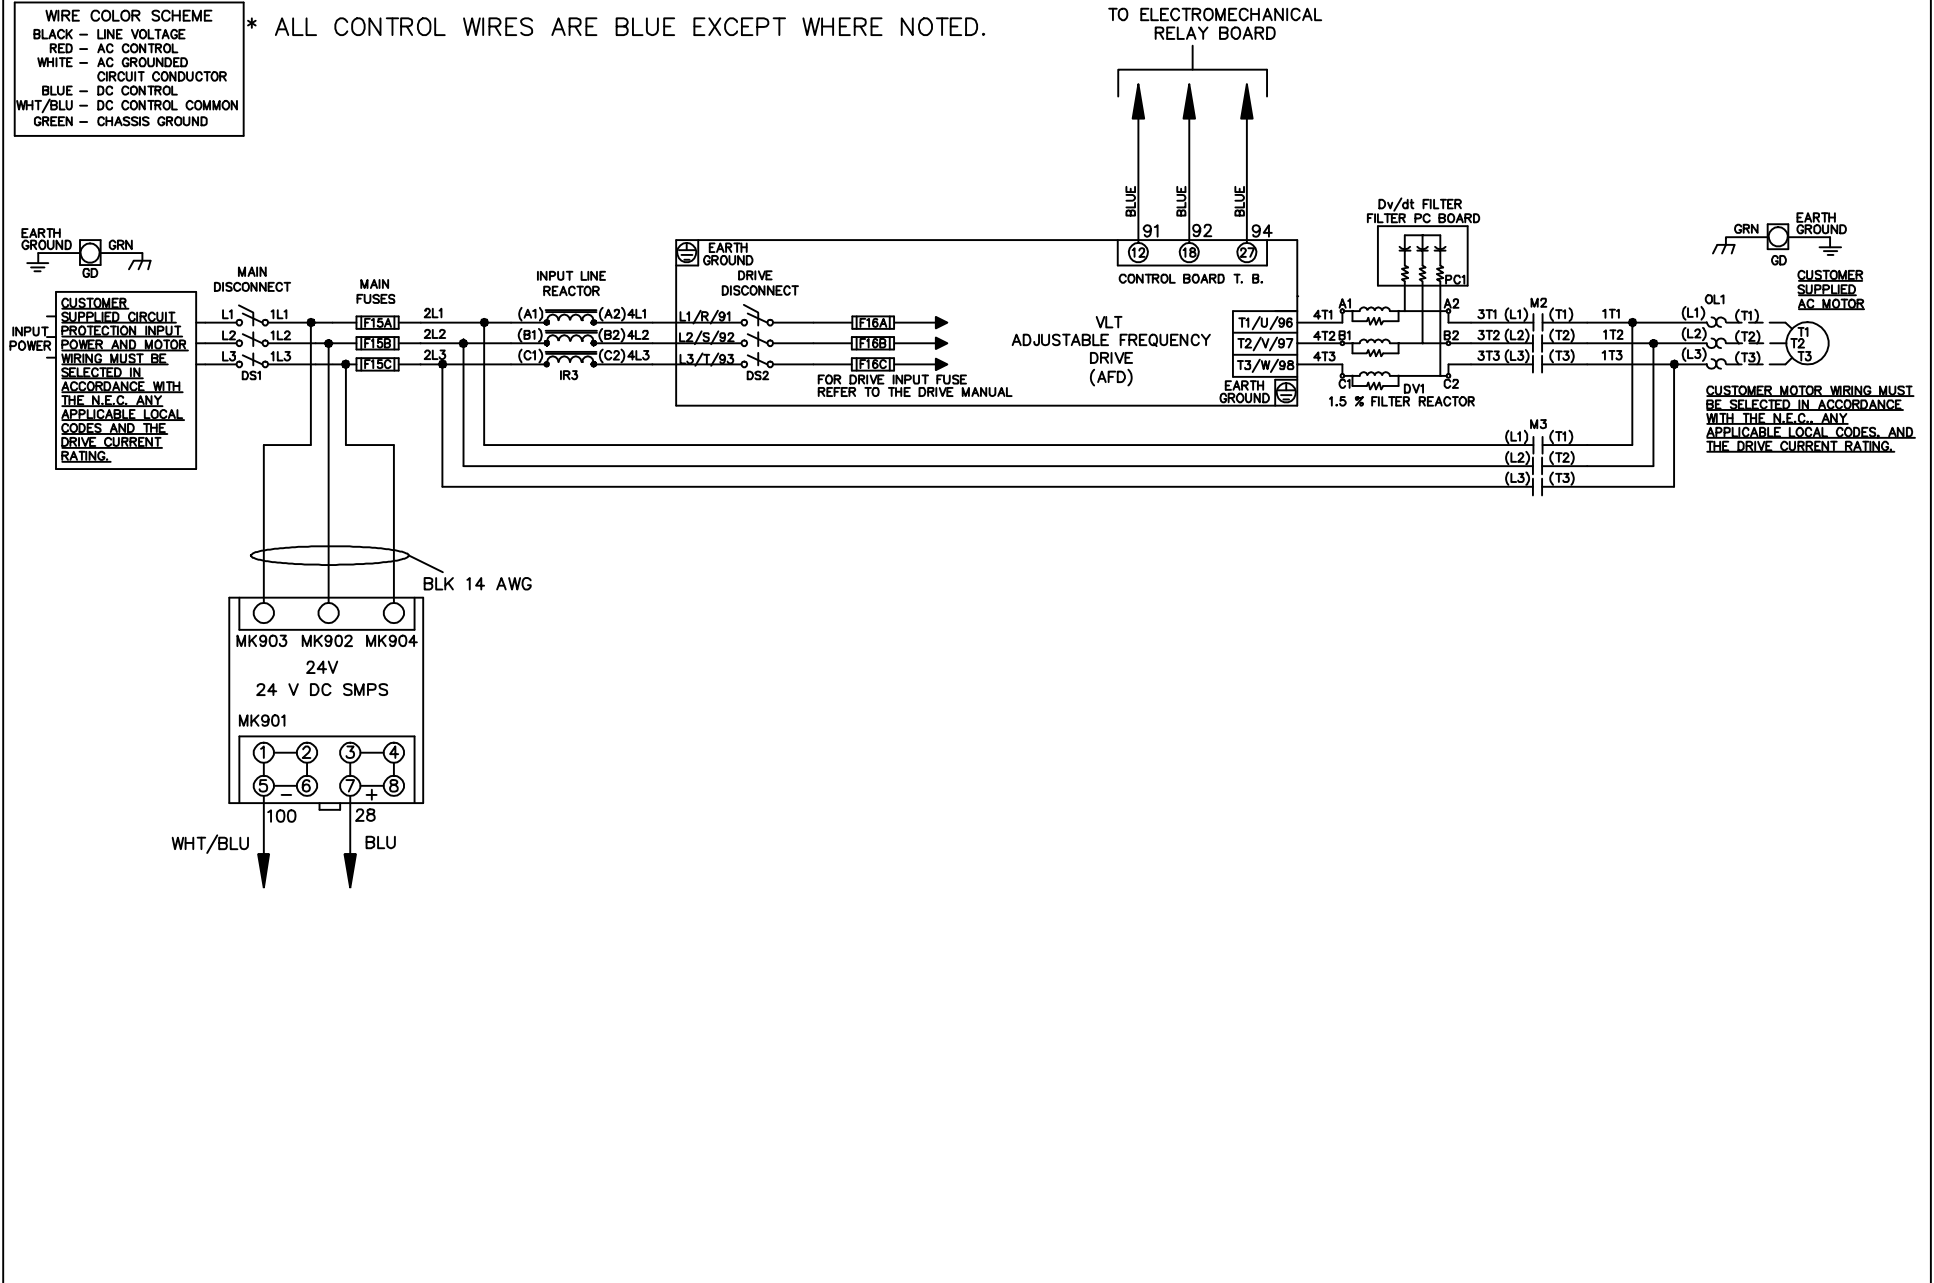 WIRE COLOR SCHEME
BLACK – LINE VOLTAGE
RED – AC CONTROL
WHITE – AC GROUNDED
CIRCUIT CONDUCTOR
BLUE – DC CONTROL
WHT/BLU – DC CONTROL COMMON
GREEN – CHASSIS GROUND
* ALL CONTROL WIRES ARE BLUE EXCEPT WHERE NOTED.
TO ELECTROMECHANICAL
RELAY BOARD
BLUE
BLUE
BLUE
91
92
94
12
18
27
CONTROL BOARD T. B.
EARTH
GROUND
GRN
GD
INPUT
POWER
CUSTOMER
SUPPLIED CIRCUIT
PROTECTION INPUT
POWER AND MOTOR
WIRING MUST BE
SELECTED IN
ACCORDANCE WITH
THE N.E.C. ANY
APPLICABLE LOCAL
CODES AND THE
DRIVE CURRENT
RATING.
MAIN
DISCONNECT
L1 1L1
L2 1L2
L3 1L3
DS1
MAIN
FUSES
F15A
F15B
F15C
2L1
2L2
2L3
INPUT LINE
REACTOR
(A1) (A2) 4L1
(B1) (B2) 4L2
(C1) (C2) 4L3
IR3
EARTH
GROUND
DRIVE
DISCONNECT
L1/R/91
L2/S/92
L3/T/93
DS2
F16A
F16B
F16C
FOR DRIVE INPUT FUSE
REFER TO THE DRIVE MANUAL
VLT
ADJUSTABLE FREQUENCY
DRIVE
(AFD)
T1/U/96
T2/V/97
T3/W/98
EARTH
GROUND
4T1
4T2
4T3
Dv/dt FILTER
FILTER PC BOARD
PC1
A1 A2
B1 B2
C1 C2
DV1
1.5 % FILTER REACTOR
M2
3T1 (L1) (T1) 1T1
3T2 (L2) (T2) 1T2
3T3 (L3) (T3) 1T3
M3
(L1) (T1)
(L2) (T2)
(L3) (T3)
OL1
(L1) (T1)
(L2) (T2)
(L3) (T3)
T1
T2
T3
GRN
EARTH
GROUND
GD
CUSTOMER
SUPPLIED
AC MOTOR
CUSTOMER MOTOR WIRING MUST
BE SELECTED IN ACCORDANCE
WITH THE N.E.C., ANY
APPLICABLE LOCAL CODES, AND
THE DRIVE CURRENT RATING.
BLK 14 AWG
MK903 MK902 MK904
24V
24 V DC SMPS
MK901
1 2 3 4
5 6 7 8
– +
100 28
WHT/BLU BLU